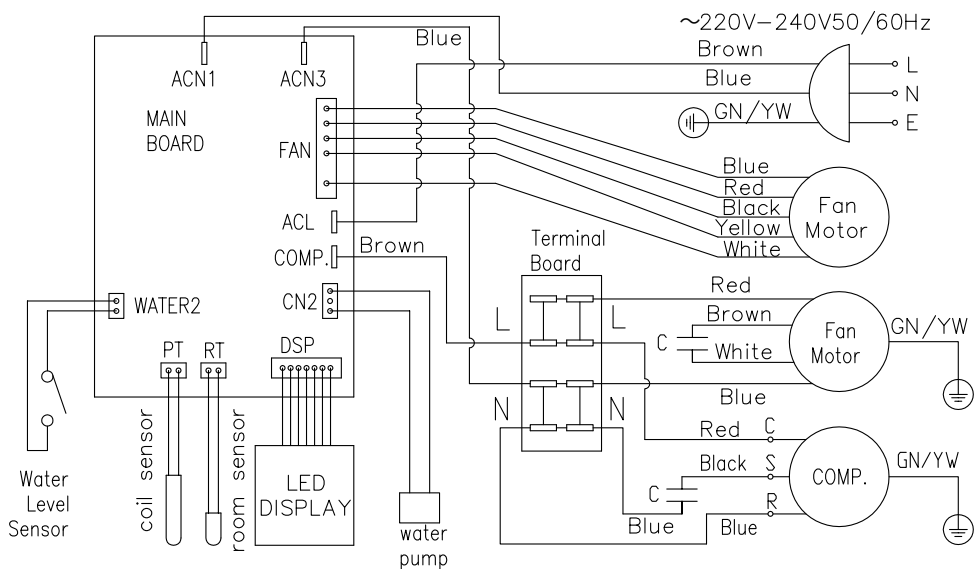 ～220V-240V50/60Hz
Brown
Blue
GN/YW
L
N
E
Blue
ACN1
ACN3
MAIN
BOARD
FAN
Blue
Red
Black
Yellow
White
Fan
Motor
ACL
COMP.
Brown
Terminal
Board
WATER2
CN2
L
L
N
N
Red
Brown
C
White
Blue
Fan
Motor
GN/YW
PT
RT
DSP
coil sensor
room sensor
LED
DISPLAY
Water
Level
Sensor
water
pump
Red
C
Black
S
C
Blue
Blue
R
COMP.
GN/YW